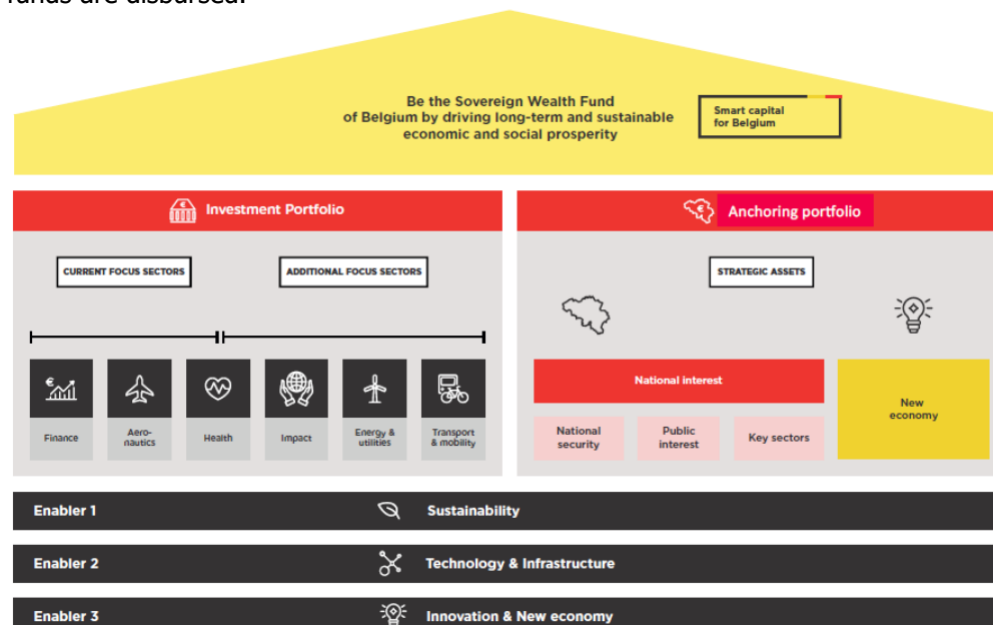 funds are disbursed.
Be the Sovereign Wealth Fund
of Belgium by driving long-term and sustainable
economic and social prosperity
Smart capital
for Belgium
Investment Portfolio
Anchoring portfolio
CURRENT FOCUS SECTORS
ADDITIONAL FOCUS SECTORS
STRATEGIC ASSETS
National interest
New
economy
Finance
Aero-
nautics
Health
Impact
Energy &
utilities
Transport
& mobility
National
security
Public
interest
Key sectors
Enabler 1
Sustainability
Enabler 2
Technology & Infrastructure
Enabler 3
Innovation & New economy